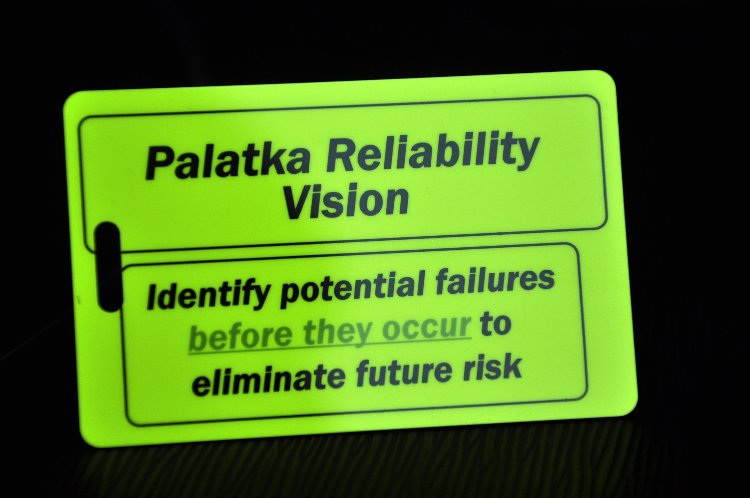 Palatka Reliability
Vision
Identify potential failures
before they occur to
eliminate future risk